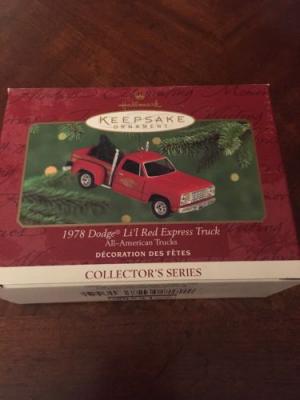 Hallmark
KEEPSAKE
ORNAMENT
1978 Dodge® Li'l Red Express Truck
All-American Trucks
DÉCORATION DES FÊTES
COLLECTOR'S SERIES